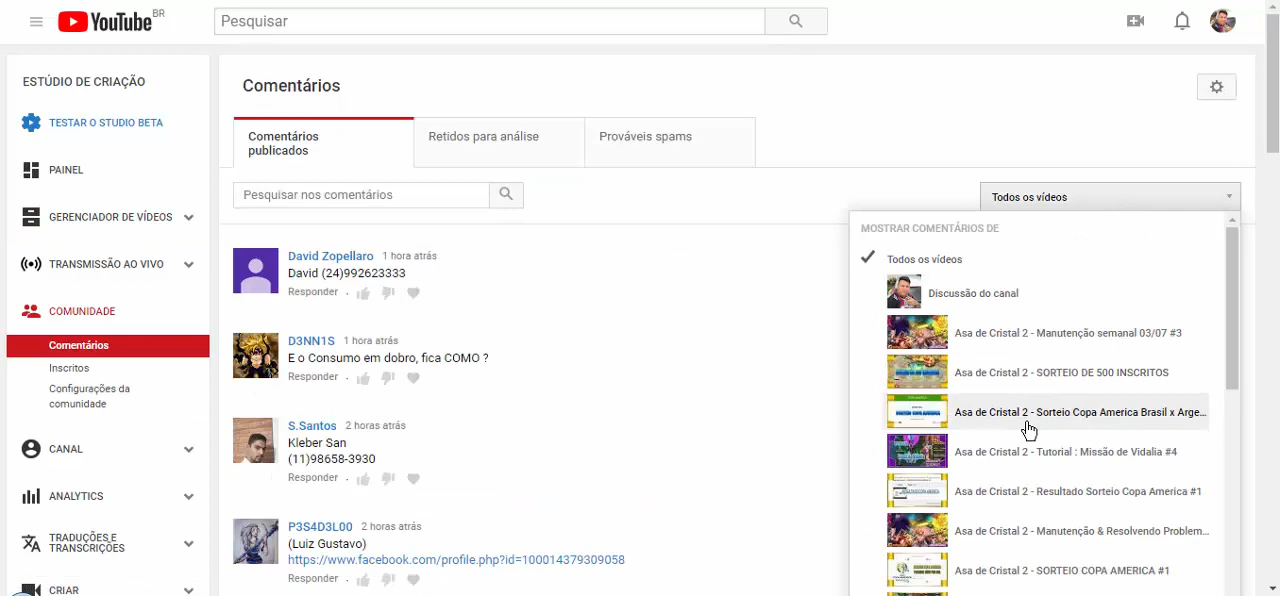 YouTube BR
Pesquisar
ESTÚDIO DE CRIAÇÃO
TESTAR O STUDIO BETA
PAINEL
GERENCIADOR DE VÍDEOS
TRANSMISSÃO AO VIVO
COMUNIDADE
Comentários
Inscritos
Configurações da
comunidade
CANAL
ANALYTICS
TRADUÇÕES E
TRANSCRIÇÕES
CRIAR
Comentários
Comentários
publicados
Retidos para análise
Prováveis spams
Pesquisar nos comentários
Todos os vídeos
David Zopellaro 1 hora atrás
David (24)992623333
Responder
D3NN1S 1 hora atrás
E o Consumo em dobro, fica COMO ?
Responder
S.Santos 2 horas atrás
Kleber San
(11)98658-3930
Responder
P3S4D3L00 2 horas atrás
(Luiz Gustavo)
https://www.facebook.com/profile.php?id=100014379309058
Responder
MOSTRAR COMENTÁRIOS DE
Todos os vídeos
Discussão do canal
Asa de Cristal 2 - Manutenção semanal 03/07 #3
Asa de Cristal 2 - SORTEIO DE 500 INSCRITOS
Asa de Cristal 2 - Sorteio Copa America Brasil x Arge...
Asa de Cristal 2 - Tutorial : Missão de Vidalia #4
Asa de Cristal 2 - Resultado Sorteio Copa America #1
Asa de Cristal 2 - Manutenção & Resolvendo Problem...
Asa de Cristal 2 - SORTEIO COPA AMERICA #1